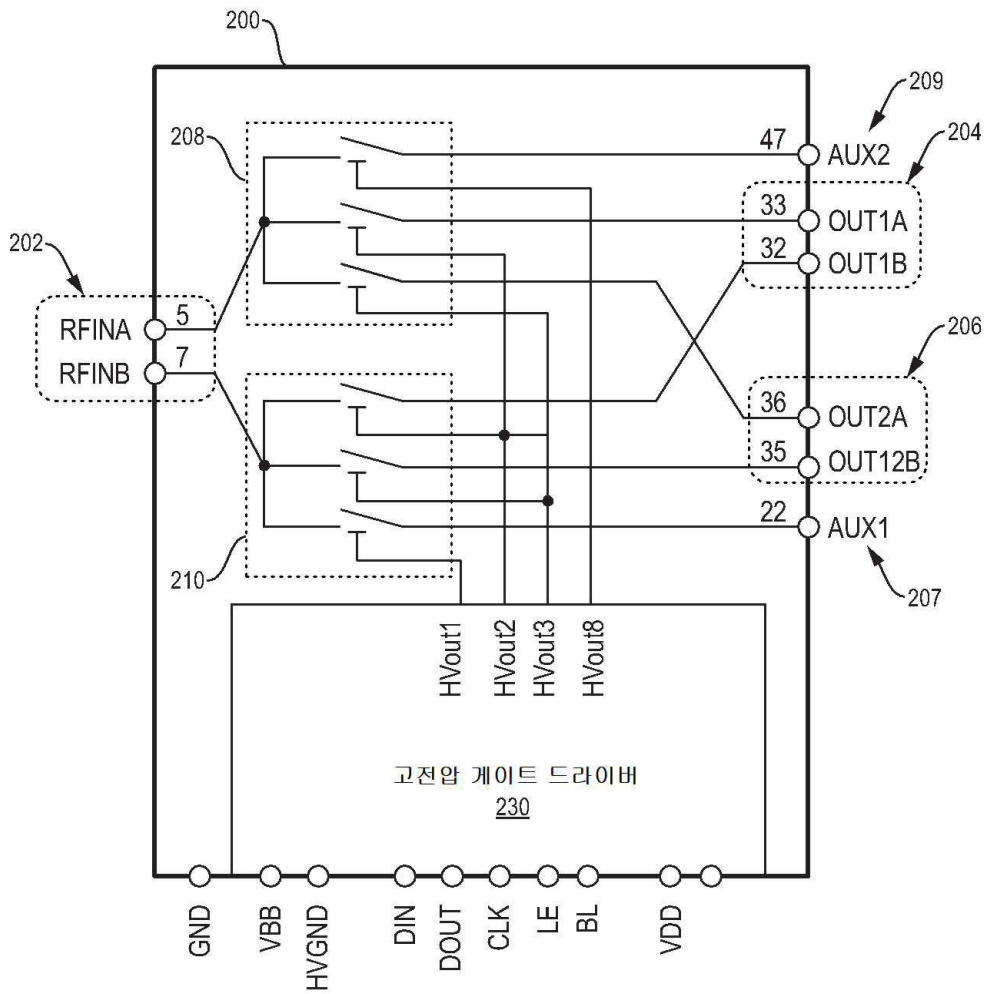 200
209
208
47
AUX2
204
33
OUT1A
202
32
OUT1B
5
RFINA
7
RFINB
206
36
OUT2A
35
OUT12B
22
AUX1
210
207
HVout1
HVout2
HVout3
HVout8
고전압 게이트 드라이버
230
GND
VBB
HVGND
DIN
DOUT
CLK
LE
BL
VDD